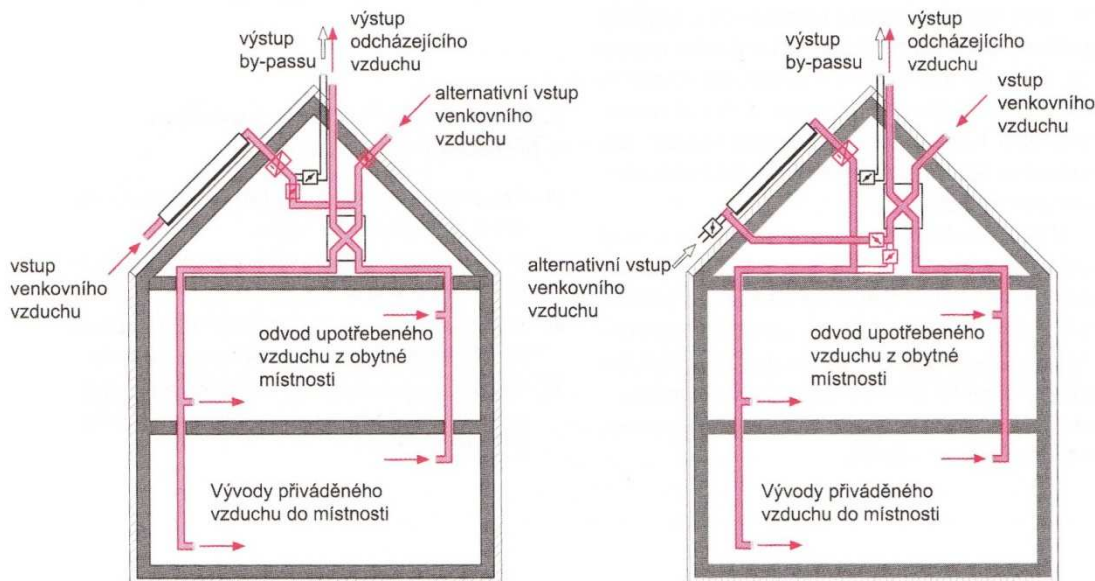 výstup
by-passu
výstup
odcházejícího
vzduchu
alternativní vstup
venkovního
vzduchu
vstup
venkovního
vzduchu
odvod upotřebeného
vzduchu z obytné
místnosti
Vývody přiváděného
vzduchu do místnosti
výstup
by-passu
výstup
odcházejícího
vzduchu
vstup
venkovního
vzduchu
alternativní vstup
venkovního
vzduchu
odvod upotřebeného
vzduchu z obytné
místnosti
Vývody přiváděného
vzduchu do místnosti